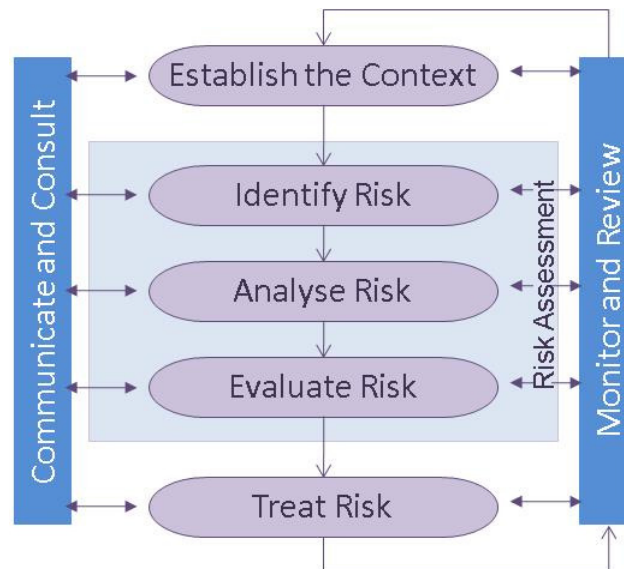 Establish the Context
Communicate and Consult
Identify Risk
Analyse Risk
Evaluate Risk
Risk Assessment
Monitor and Review
Treat Risk